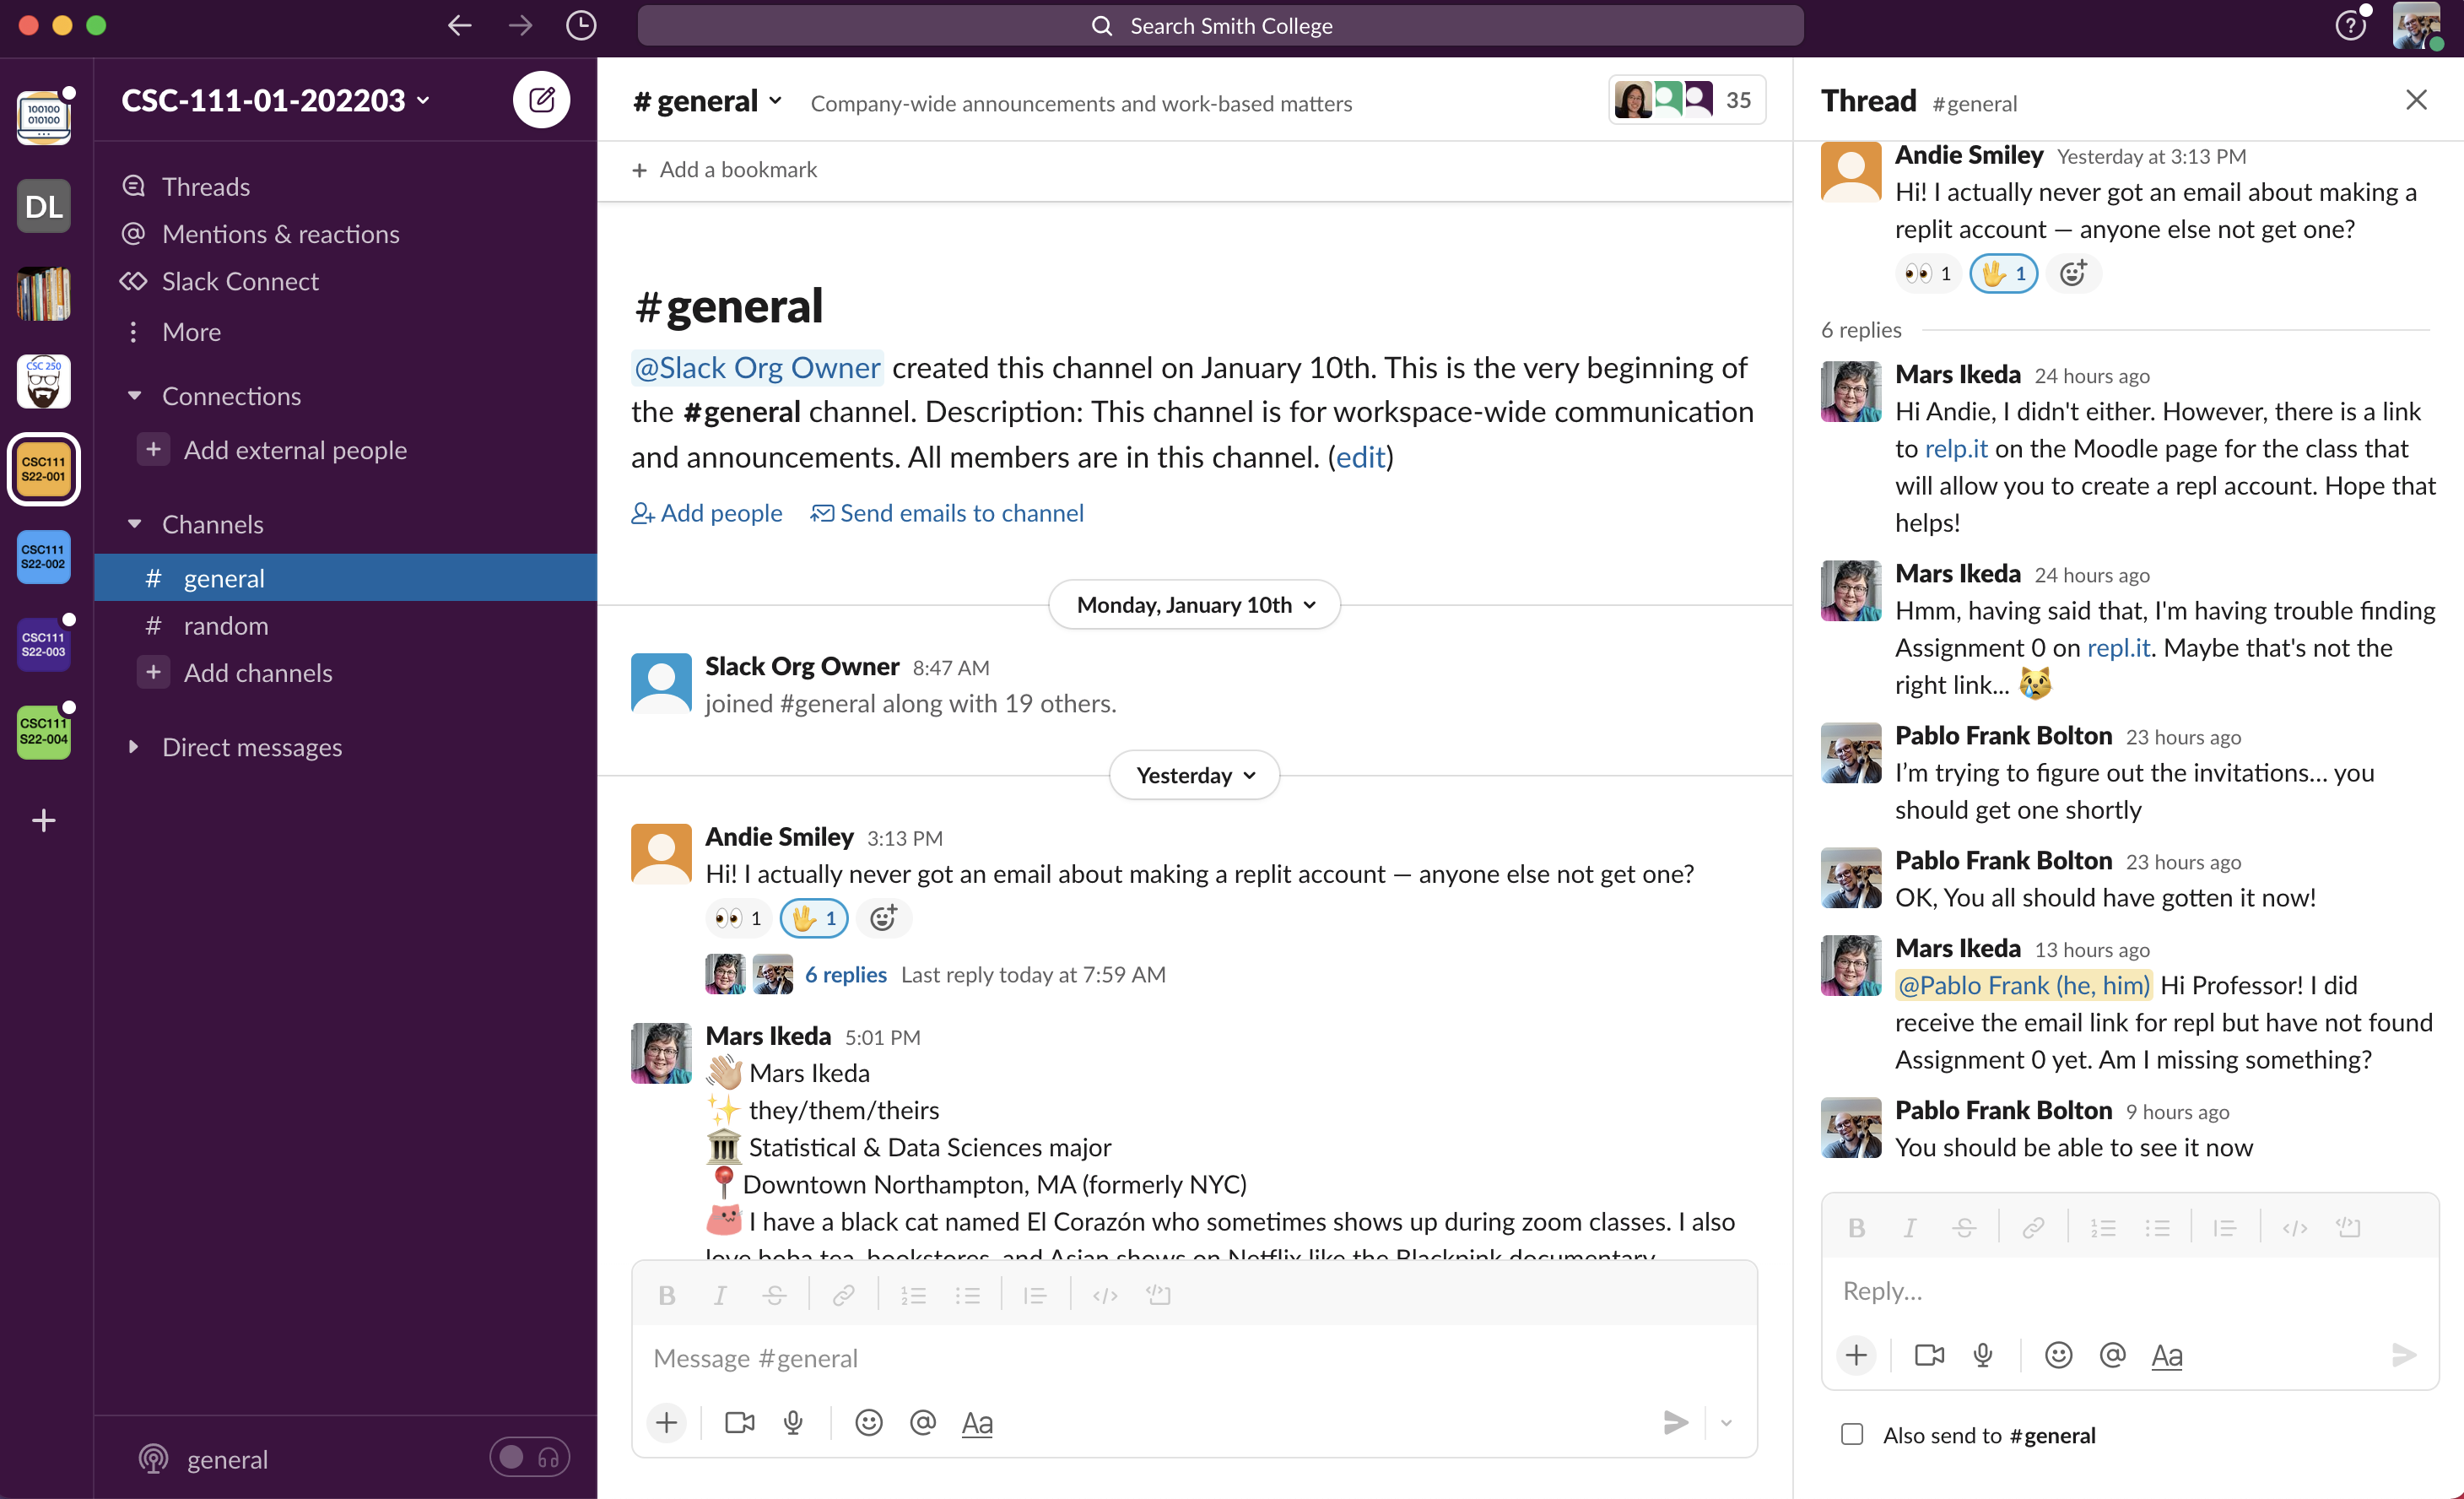 Search Smith College
100100
010100
DL
CSC 250
CSC111
S22-001
CSC111
S22-002
CSC111
S22-003
CSC111
S22-004
CSC-111-01-202203
Threads
Mentions & reactions
Slack Connect
More
Connections
Add external people
Channels
# general
# random
Add channels
Direct messages
general
# general
Company-wide announcements and work-based matters
35
+ Add a bookmark
#general
@Slack Org Owner created this channel on January 10th. This is the very beginning of
the #general channel. Description: This channel is for workspace-wide communication
and announcements. All members are in this channel. (edit)
Add people
Send emails to channel
Monday, January 10th
Slack Org Owner 8:47 AM
joined #general along with 19 others.
Yesterday
Andie Smiley 3:13 PM
Hi! I actually never got an email about making a replit account — anyone else not get one?
1
1
6 replies Last reply today at 7:59 AM
Mars Ikeda 5:01 PM
Mars Ikeda
they/them/theirs
Statistical & Data Sciences major
Downtown Northampton, MA (formerly NYC)
I have a black cat named El Corazón who sometimes shows up during zoom classes. I also
love boba tea, bookstores, and Asian shows on Netflix like the Blackpink documentary
Message #general
Aa
Thread #general
Andie Smiley Yesterday at 3:13 PM
Hi! I actually never got an email about making a
replit account — anyone else not get one?
1
1
6 replies
Mars Ikeda 24 hours ago
Hi Andie, I didn't either. However, there is a link
to relp.it on the Moodle page for the class that
will allow you to create a repl account. Hope that
helps!
Mars Ikeda 24 hours ago
Hmm, having said that, I'm having trouble finding
Assignment 0 on repl.it. Maybe that's not the
right link...
Pablo Frank Bolton 23 hours ago
I'm trying to figure out the invitations... you
should get one shortly
Pablo Frank Bolton 23 hours ago
OK, You all should have gotten it now!
Mars Ikeda 13 hours ago
@Pablo Frank (he, him) Hi Professor! I did
receive the email link for repl but have not found
Assignment 0 yet. Am I missing something?
Pablo Frank Bolton 9 hours ago
You should be able to see it now
Reply...
Aa
Also send to #general